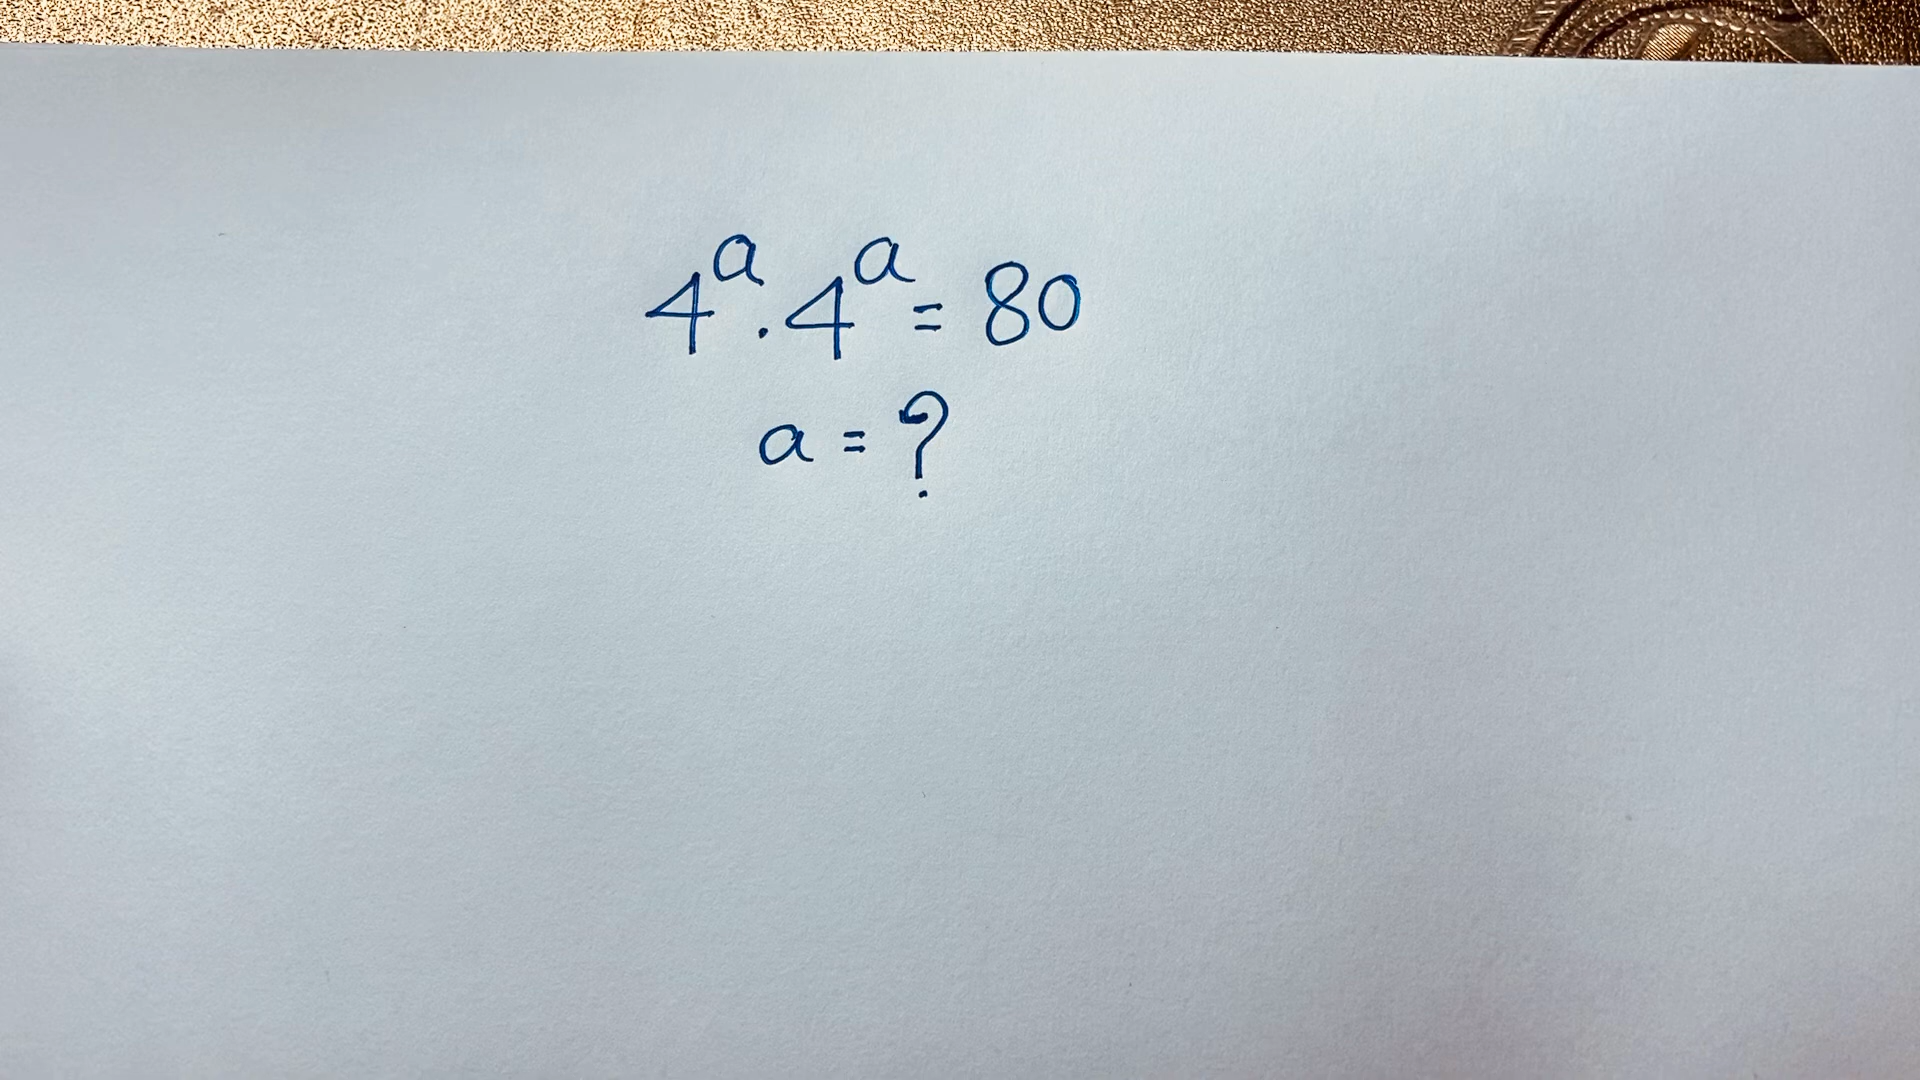 4^a . 4^a = 80
a = ?